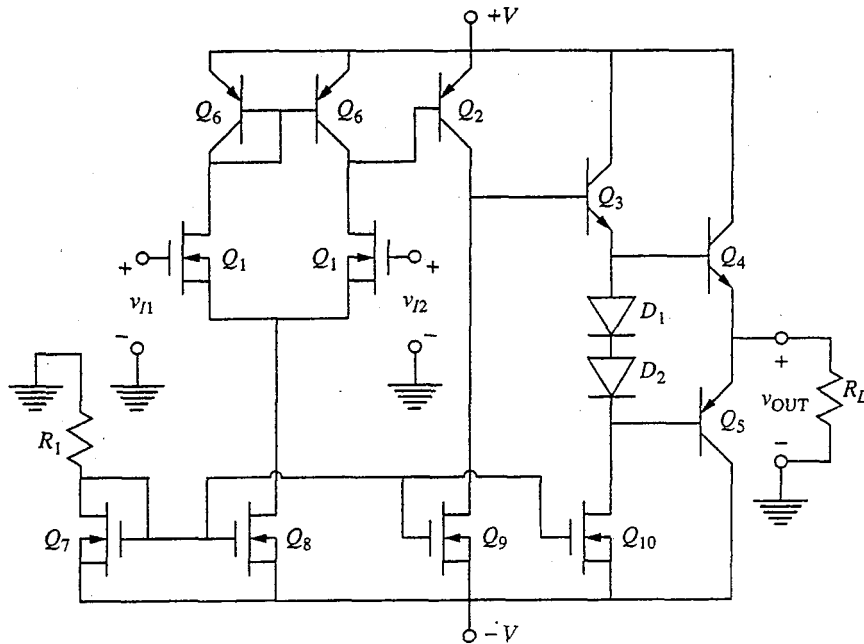 +V
Q6
Q6
Q2
Q3
Q1
Q1
Q4
+
vI1
-
+
vI2
-
D1
D2
+
vOUT
-
RL
Q5
R1
Q7
Q8
Q9
Q10
-V